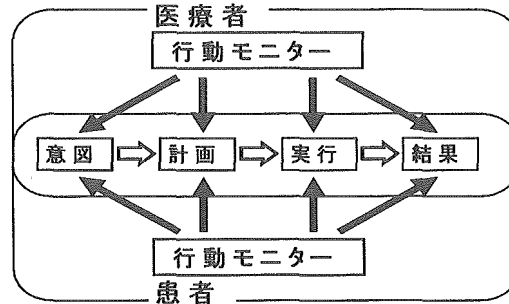 医療者
行動モニター
意図 計画 実行 結果
行動モニター
患者